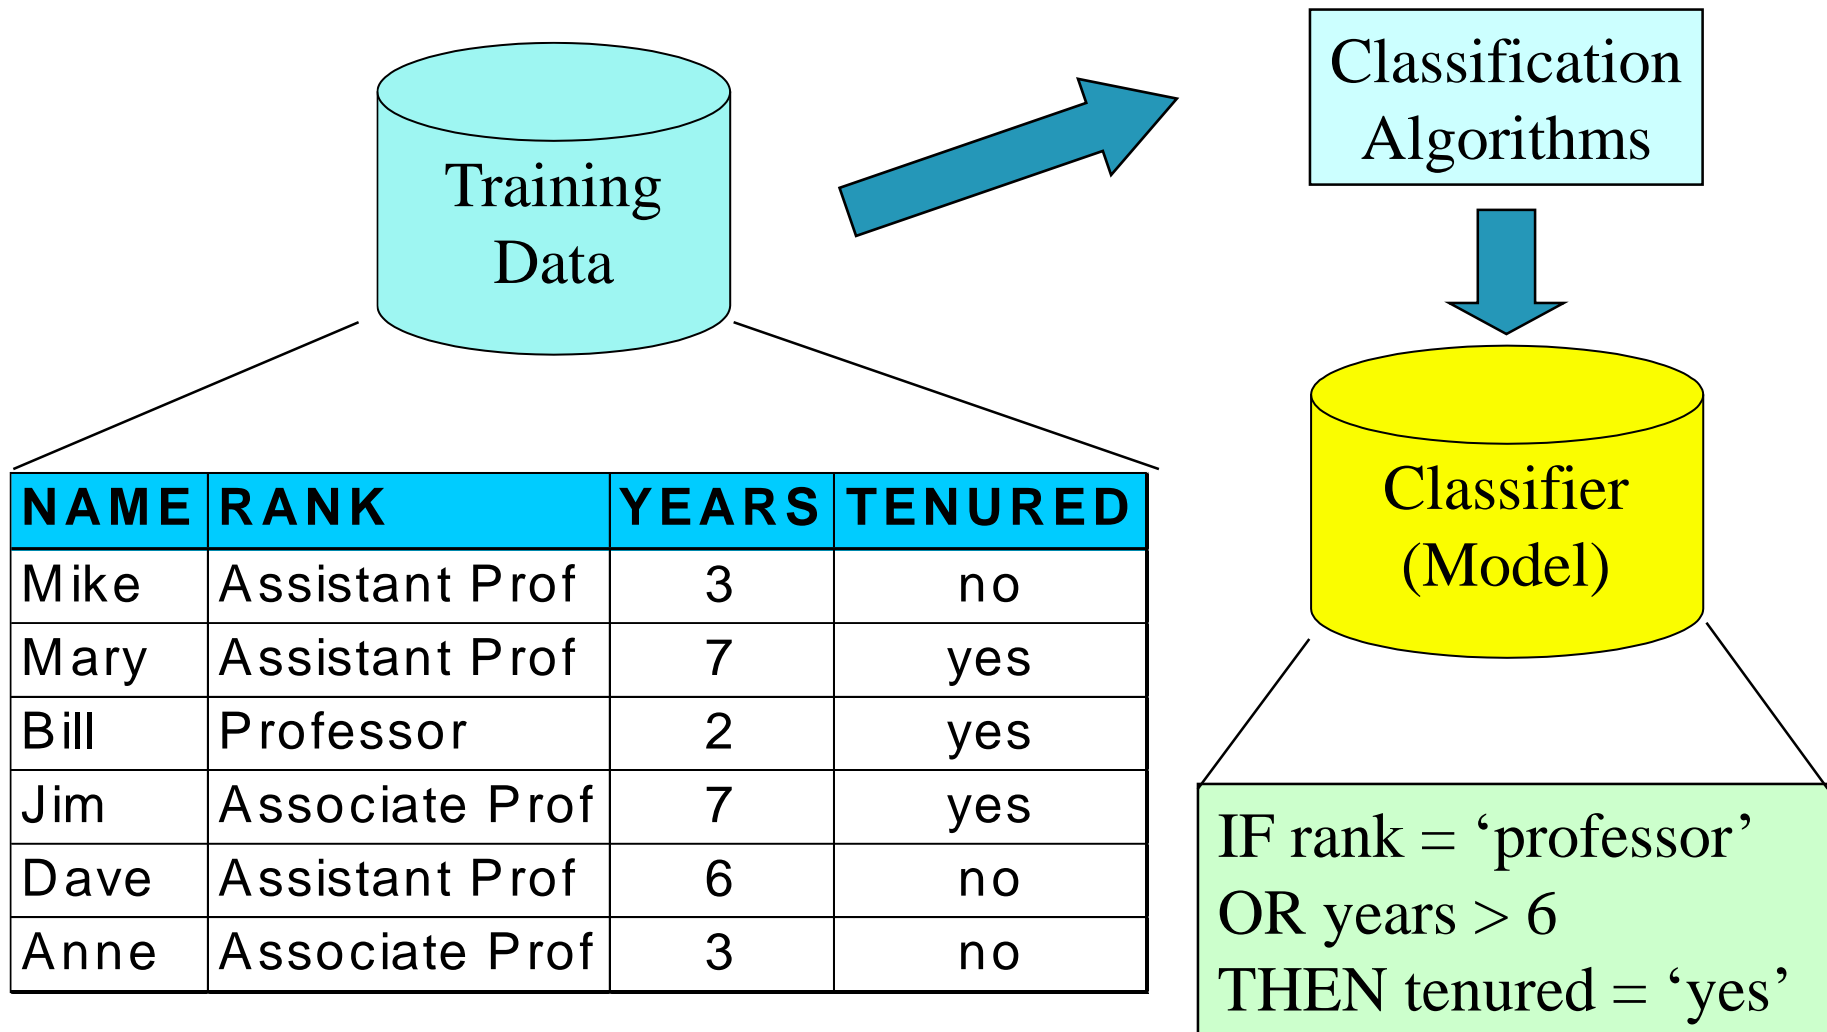 Training
Data
Classification
Algorithms
Classifier
(Model)
NAME RANK YEARS TENURED
Mike Assistant Prof 3 no
Mary Assistant Prof 7 yes
Bill Professor 2 yes
Jim Associate Prof 7 yes
Dave Assistant Prof 6 no
Anne Associate Prof 3 no
IF rank = ‘professor’
OR years > 6
THEN tenured = ‘yes’